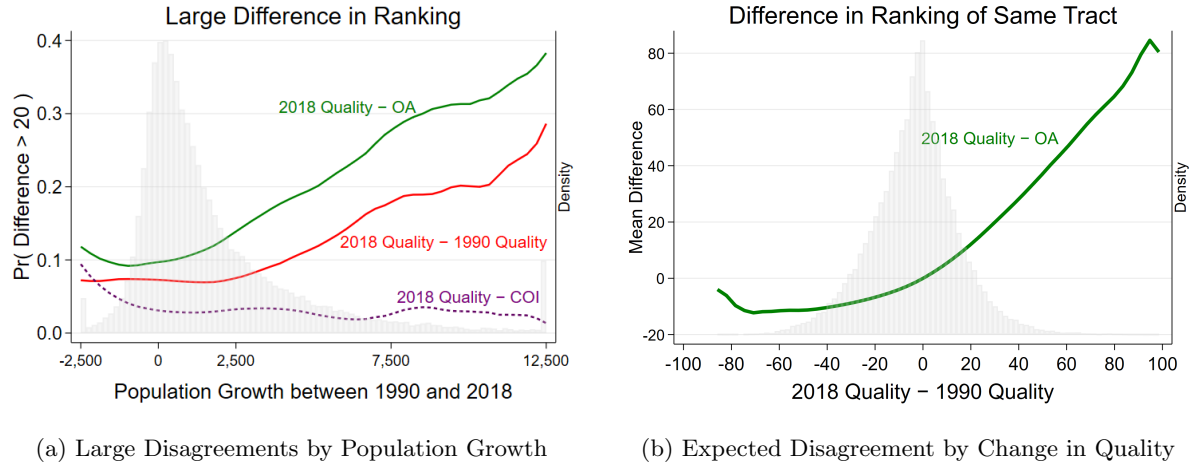 Large Difference in Ranking
Pr( Difference > 20 )
0.4
0.3
0.2
0.1
0.0
2018 Quality − OA
2018 Quality − 1990 Quality
2018 Quality − COI
Density
-2,500 0 2,500 7,500 12,500
Population Growth between 1990 and 2018
(a) Large Disagreements by Population Growth
Difference in Ranking of Same Tract
Mean Difference
80
60
40
20
0
-20
2018 Quality − OA
Density
-100 -80 -60 -40 -20 0 20 40 60 80 100
2018 Quality − 1990 Quality
(b) Expected Disagreement by Change in Quality